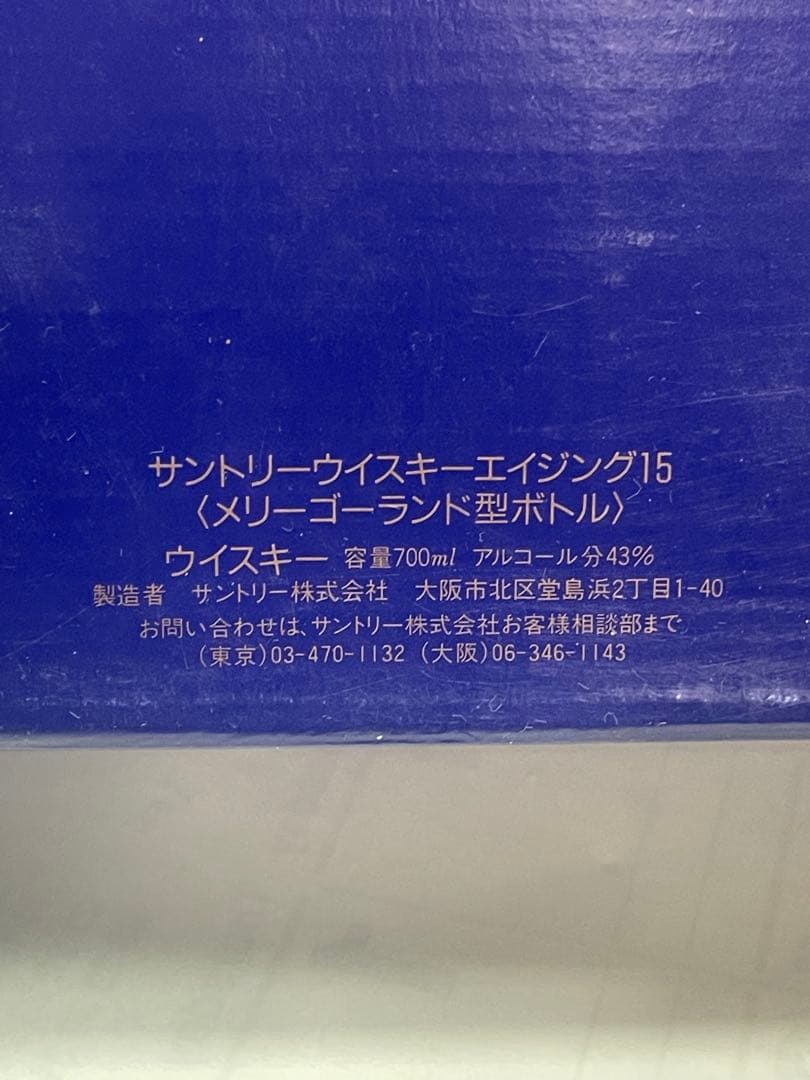 サントリーウイスキーエイジング15
〈メリーゴーランド型ボトル〉
ウイスキー 容量700ml アルコール分43%
製造者 サントリー株式会社 大阪市北区堂島浜2丁目1-40
お問い合わせは、サントリー株式会社お客様相談部まで
(東京)03-470-1132 (大阪)06-346-1143